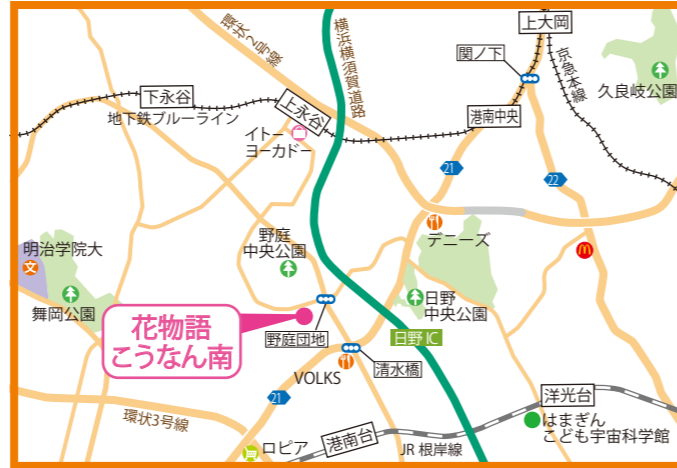 環状2号線
横浜横須賀道路
上大岡
関ノ下
京急本線
久良岐公園
下永谷
上永谷
地下鉄ブルーライン
港南中央
イトー
ヨーカドー
21
22
明治学院大
文
野庭
中央公園
デニーズ
舞岡公園
日野
中央公園
花物語
こうなん南
野庭団地
日野IC
清水橋
VOLKS
21
洋光台
環状3号線
はまぎん
こども宇宙科学館
港南台
JR 根岸線
ロピア